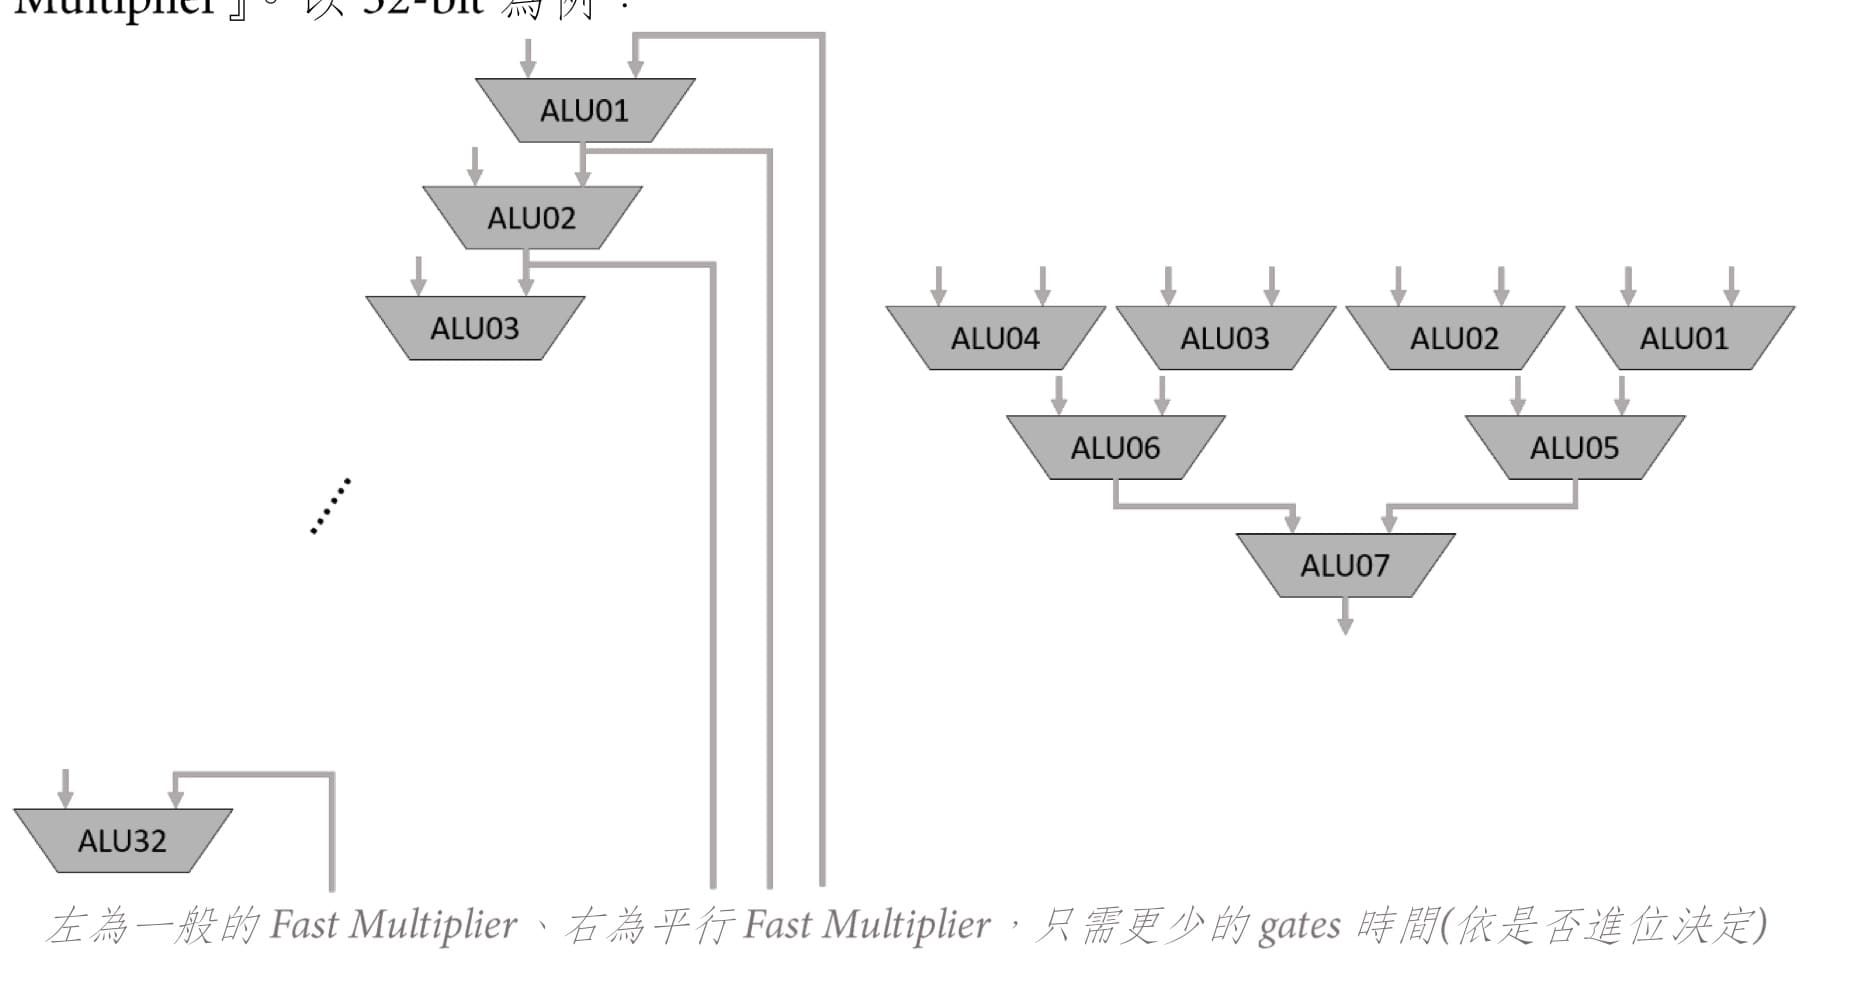 Multiplier』。以 32-bit 為例：
ALU01
ALU02
ALU03
ALU04 ALU03 ALU02 ALU01
ALU06 ALU05
ALU07
ALU32
左為一般的 Fast Multiplier、右為平行 Fast Multiplier，只需更少的 gates 時間(依是否進位決定)